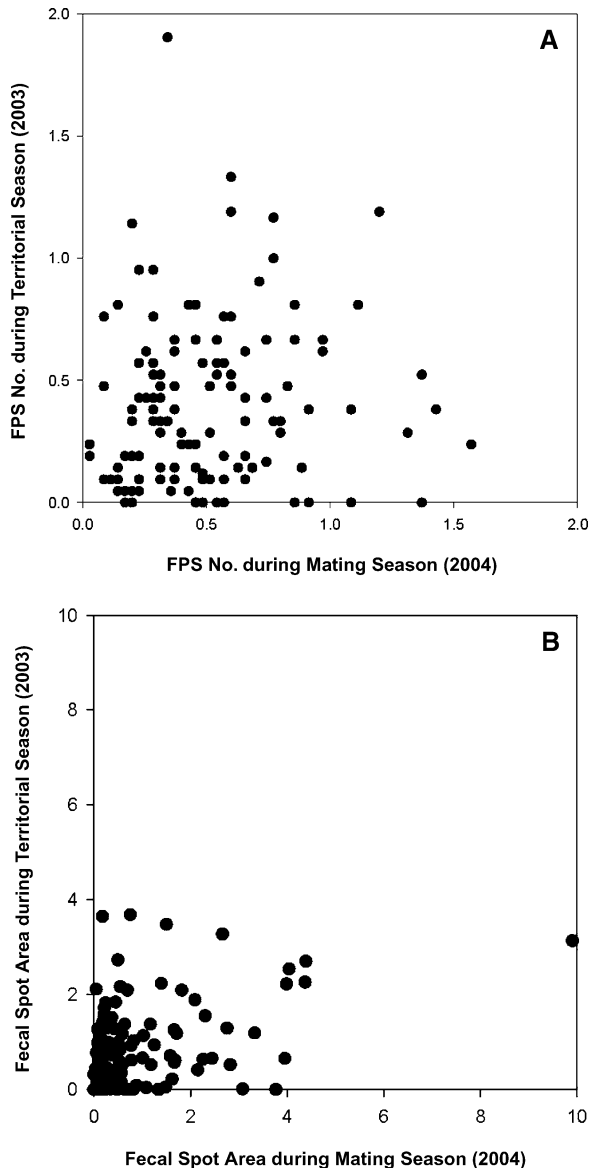 A
2.0
1.5
1.0
0.5
0.0
FPS No. during Territorial Season (2003)
0.0 0.5 1.0 1.5 2.0
FPS No. during Mating Season (2004)
B
10
8
6
4
2
0
Fecal Spot Area during Territorial Season (2003)
0 2 4 6 8 10
Fecal Spot Area during Mating Season (2004)